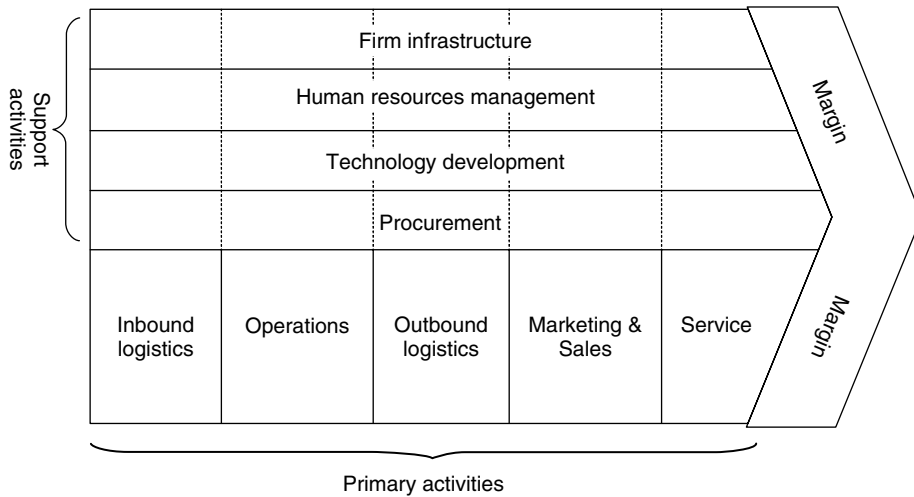 Support
activities
Firm infrastructure
Human resources management
Technology development
Procurement
Margin
Inbound
logistics
Operations
Outbound
logistics
Marketing &
Sales
Service
Margin
Primary activities